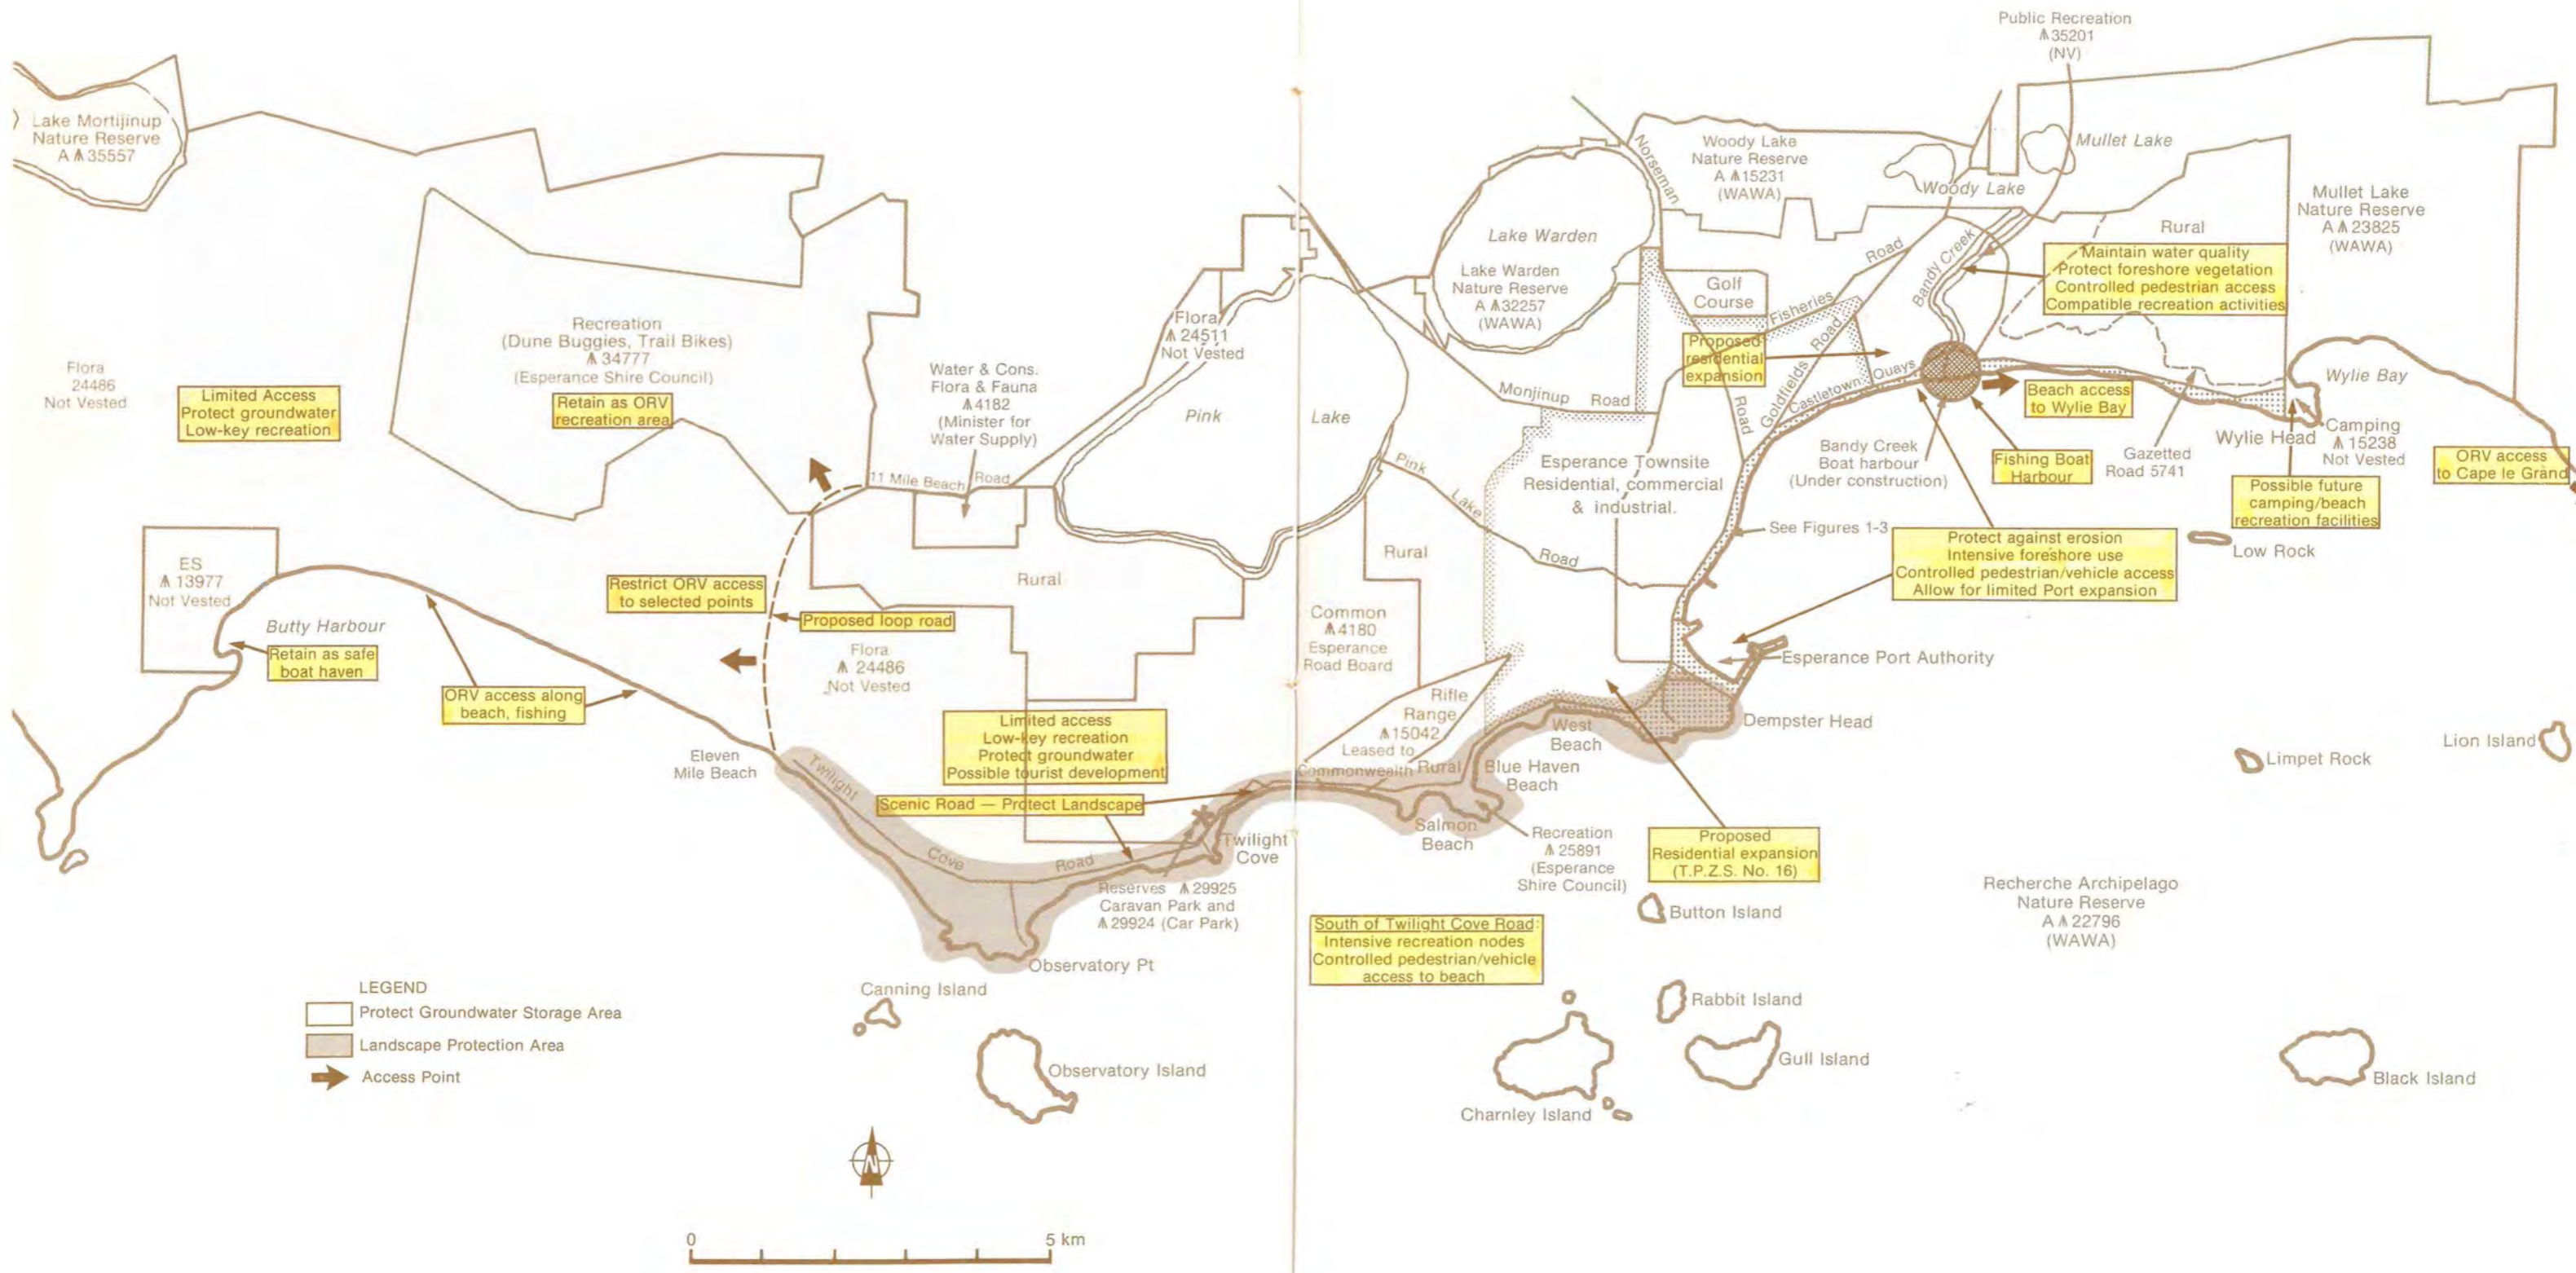 Public Recreation
⩚35201
(NV)
Lake Mortijinup
Nature Reserve
A ⩚35557
Norseman
Road
Woody Lake
Nature Reserve
A ⩚15231
(WAWA)
Woody Lake
Mullet Lake
Mullet Lake
Nature Reserve
A ⩚23825
(WAWA)
Rural
Bandy Creek
Maintain water quality
Protect foreshore vegetation
Controlled pedestrian access
Compatible recreation activities
Lake Warden
Lake Warden
Nature Reserve
A ⩚32257
(WAWA)
Golf
Course
Fisheries
Road
Goldfields Road
Castletown Quays
Proposed
residential
expansion
Flora
24486
Not Vested
Limited Access
Protect groundwater
Low-key recreation
Recreation
(Dune Buggies, Trail Bikes)
⩚ 34777
(Esperance Shire Council)
Retain as ORV
recreation area
Water & Cons.
Flora & Fauna
⩚4182
(Minister for
Water Supply)
Flora
⩚ 24511
Not Vested
Pink
Lake
Monjinup Road
Pink
Lake
Road
Esperance Townsite
Residential, commercial
& industrial.
Bandy Creek
Boat harbour
(Under construction)
Fishing Boat
Harbour
Beach access
to Wylie Bay
Gazetted
Road 5741
Wylie Bay
Wylie Head
Camping
⩚ 15238
Not Vested
ORV access
to Cape le Grand
Possible future
camping/beach
recreation facilities
Low Rock
See Figures 1-3
Protect against erosion
Intensive foreshore use
Controlled pedestrian/vehicle access
Allow for limited Port expansion
11 Mile Beach Road
ES
⩚ 13977
Not Vested
Butty Harbour
Retain as safe
boat haven
ORV access along
beach, fishing
Restrict ORV access
to selected points
Proposed loop road
Flora
⩚ 24486
Not Vested
Rural
Rural
Common
⩚4180
Esperance
Road Board
Rifle
Range
⩚15042
Leased to
Commonwealth
Rural
Esperance Port Authority
Dempster Head
West
Beach
Blue Haven
Beach
Eleven
Mile Beach
Limited access
Low-key recreation
Protect groundwater
Possible tourist development
Scenic Road — Protect Landscape
Twilight
Cove
Road
Twilight
Cove
Salmon
Beach
Recreation
⩚ 25891
(Esperance
Shire Council)
Proposed
Residential expansion
(T.P.Z.S. No. 16)
Reserves ⩚ 29925
Caravan Park and
⩚ 29924 (Car Park)
Observatory Pt
South of Twilight Cove Road:
Intensive recreation nodes
Controlled pedestrian/vehicle
access to beach
Lion Island
Limpet Rock
Button Island
Recherche Archipelago
Nature Reserve
A ⩚22796
(WAWA)
Canning Island
Observatory Island
Rabbit Island
Gull Island
Charnley Island
Black Island
LEGEND
Protect Groundwater Storage Area
Landscape Protection Area
Access Point
N
0
5 km